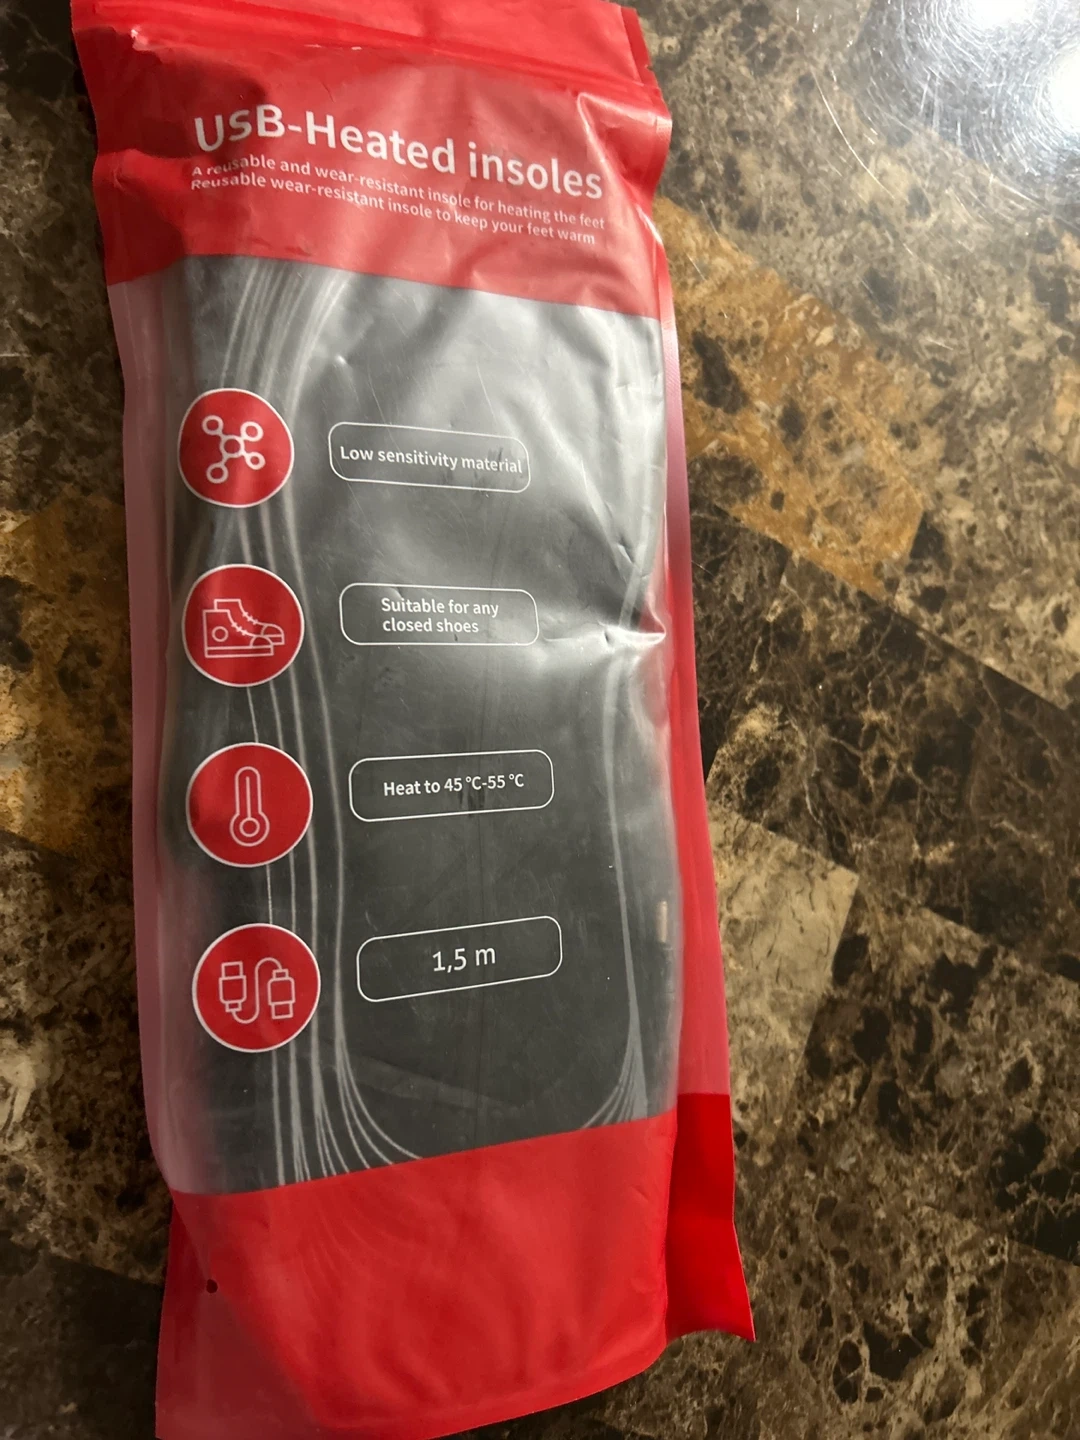 USB-Heated insoles
A reusable and wear-resistant insole for heating the feet
Reusable wear-resistant insole to keep your feet warm
Low sensitivity material
Suitable for any
closed shoes
Heat to 45 °C-55 °C
1,5 m